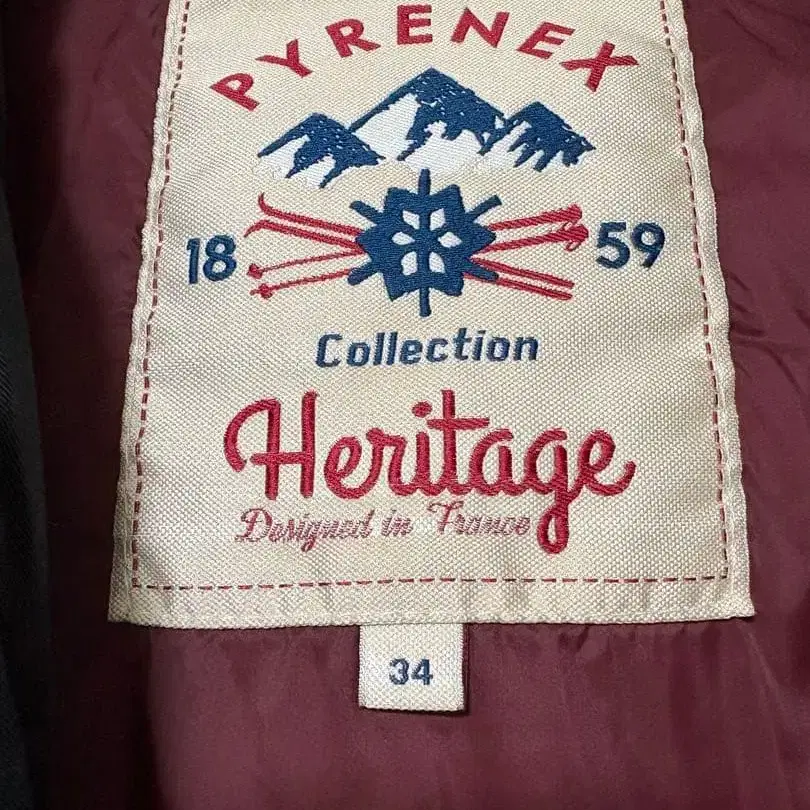 PYRENEX
18 59
Collection
Heritage
Designed in France
34